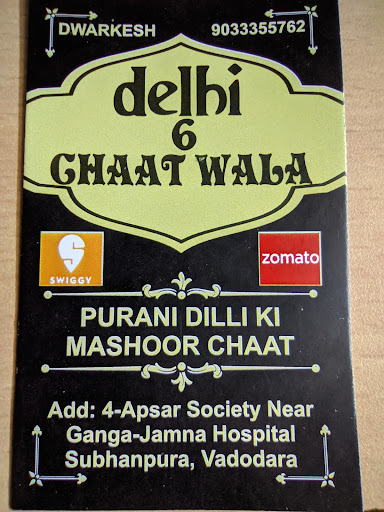 DWARKESH 9033355762
delhi
6
CHAAT WALA
SWIGGY
zomato
PURANI DILLI KI
MASHOOR CHAAT
Add: 4-Apsar Society Near
Ganga-Jamna Hospital
Subhanpura, Vadodara